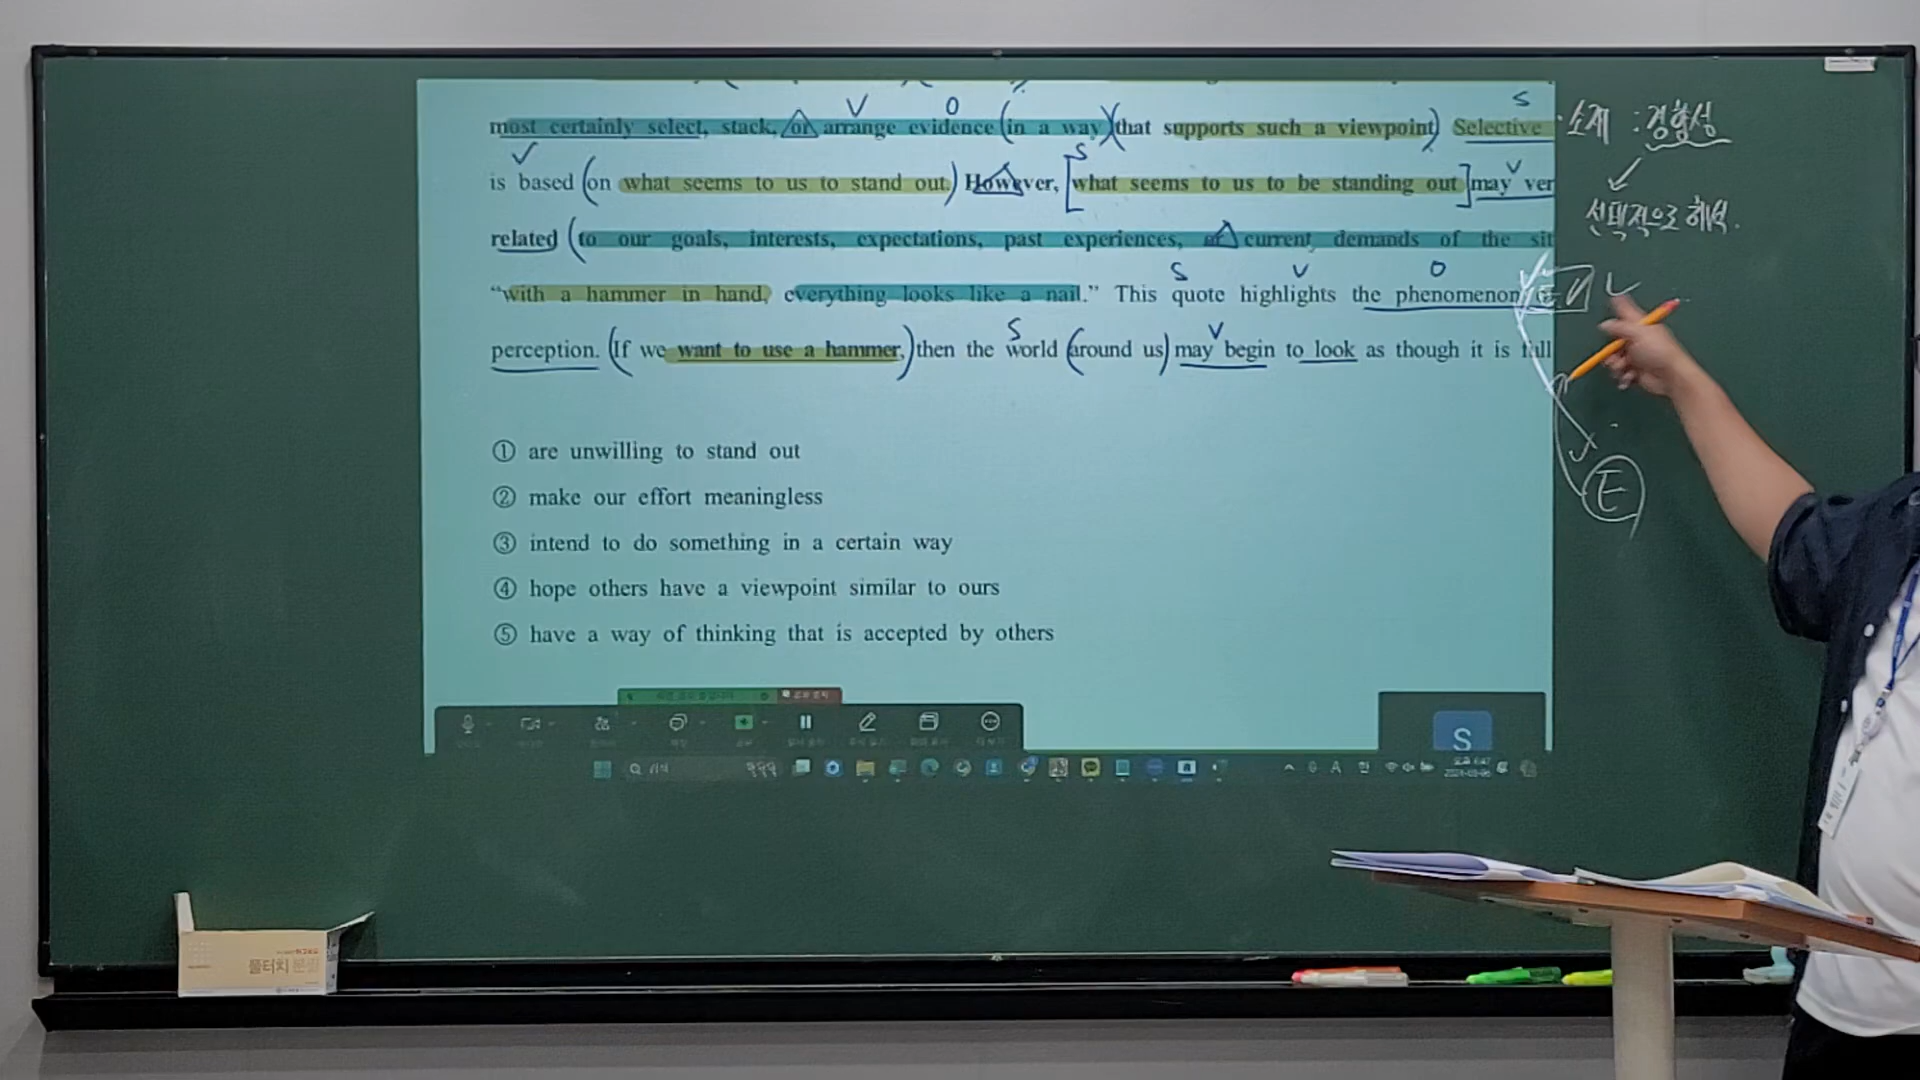 most certainly select, stack, or arrange evidence (in a way)(that supports such a viewpoint) Selective
is based (on what seems to us to stand out.) However, [what seems to us to be standing out] may ver
related (to our goals, interests, expectations, past experiences, or current demands of the sit
“with a hammer in hand, everything looks like a nail.” This quote highlights the phenomenon
perception. (If we want to use a hammer,) then the world (around us) may begin to look as though it is full
① are unwilling to stand out
② make our effort meaningless
③ intend to do something in a certain way
④ hope others have a viewpoint similar to ours
⑤ have a way of thinking that is accepted by others
V O S
V S V
S V O
S V
소재 : 경향성
선택적으로 해석.
E
S
풀터치 분필